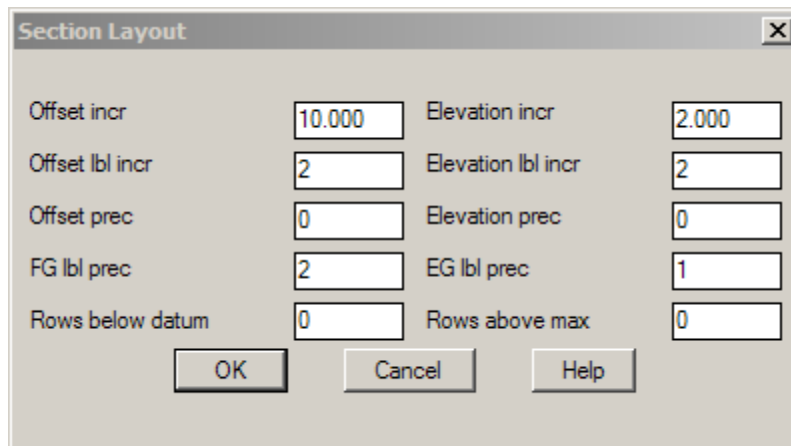 Section Layout
Offset incr 10.000 Elevation incr 2.000
Offset lbl incr 2 Elevation lbl incr 2
Offset prec 0 Elevation prec 0
FG lbl prec 2 EG lbl prec 1
Rows below datum 0 Rows above max 0
OK Cancel Help